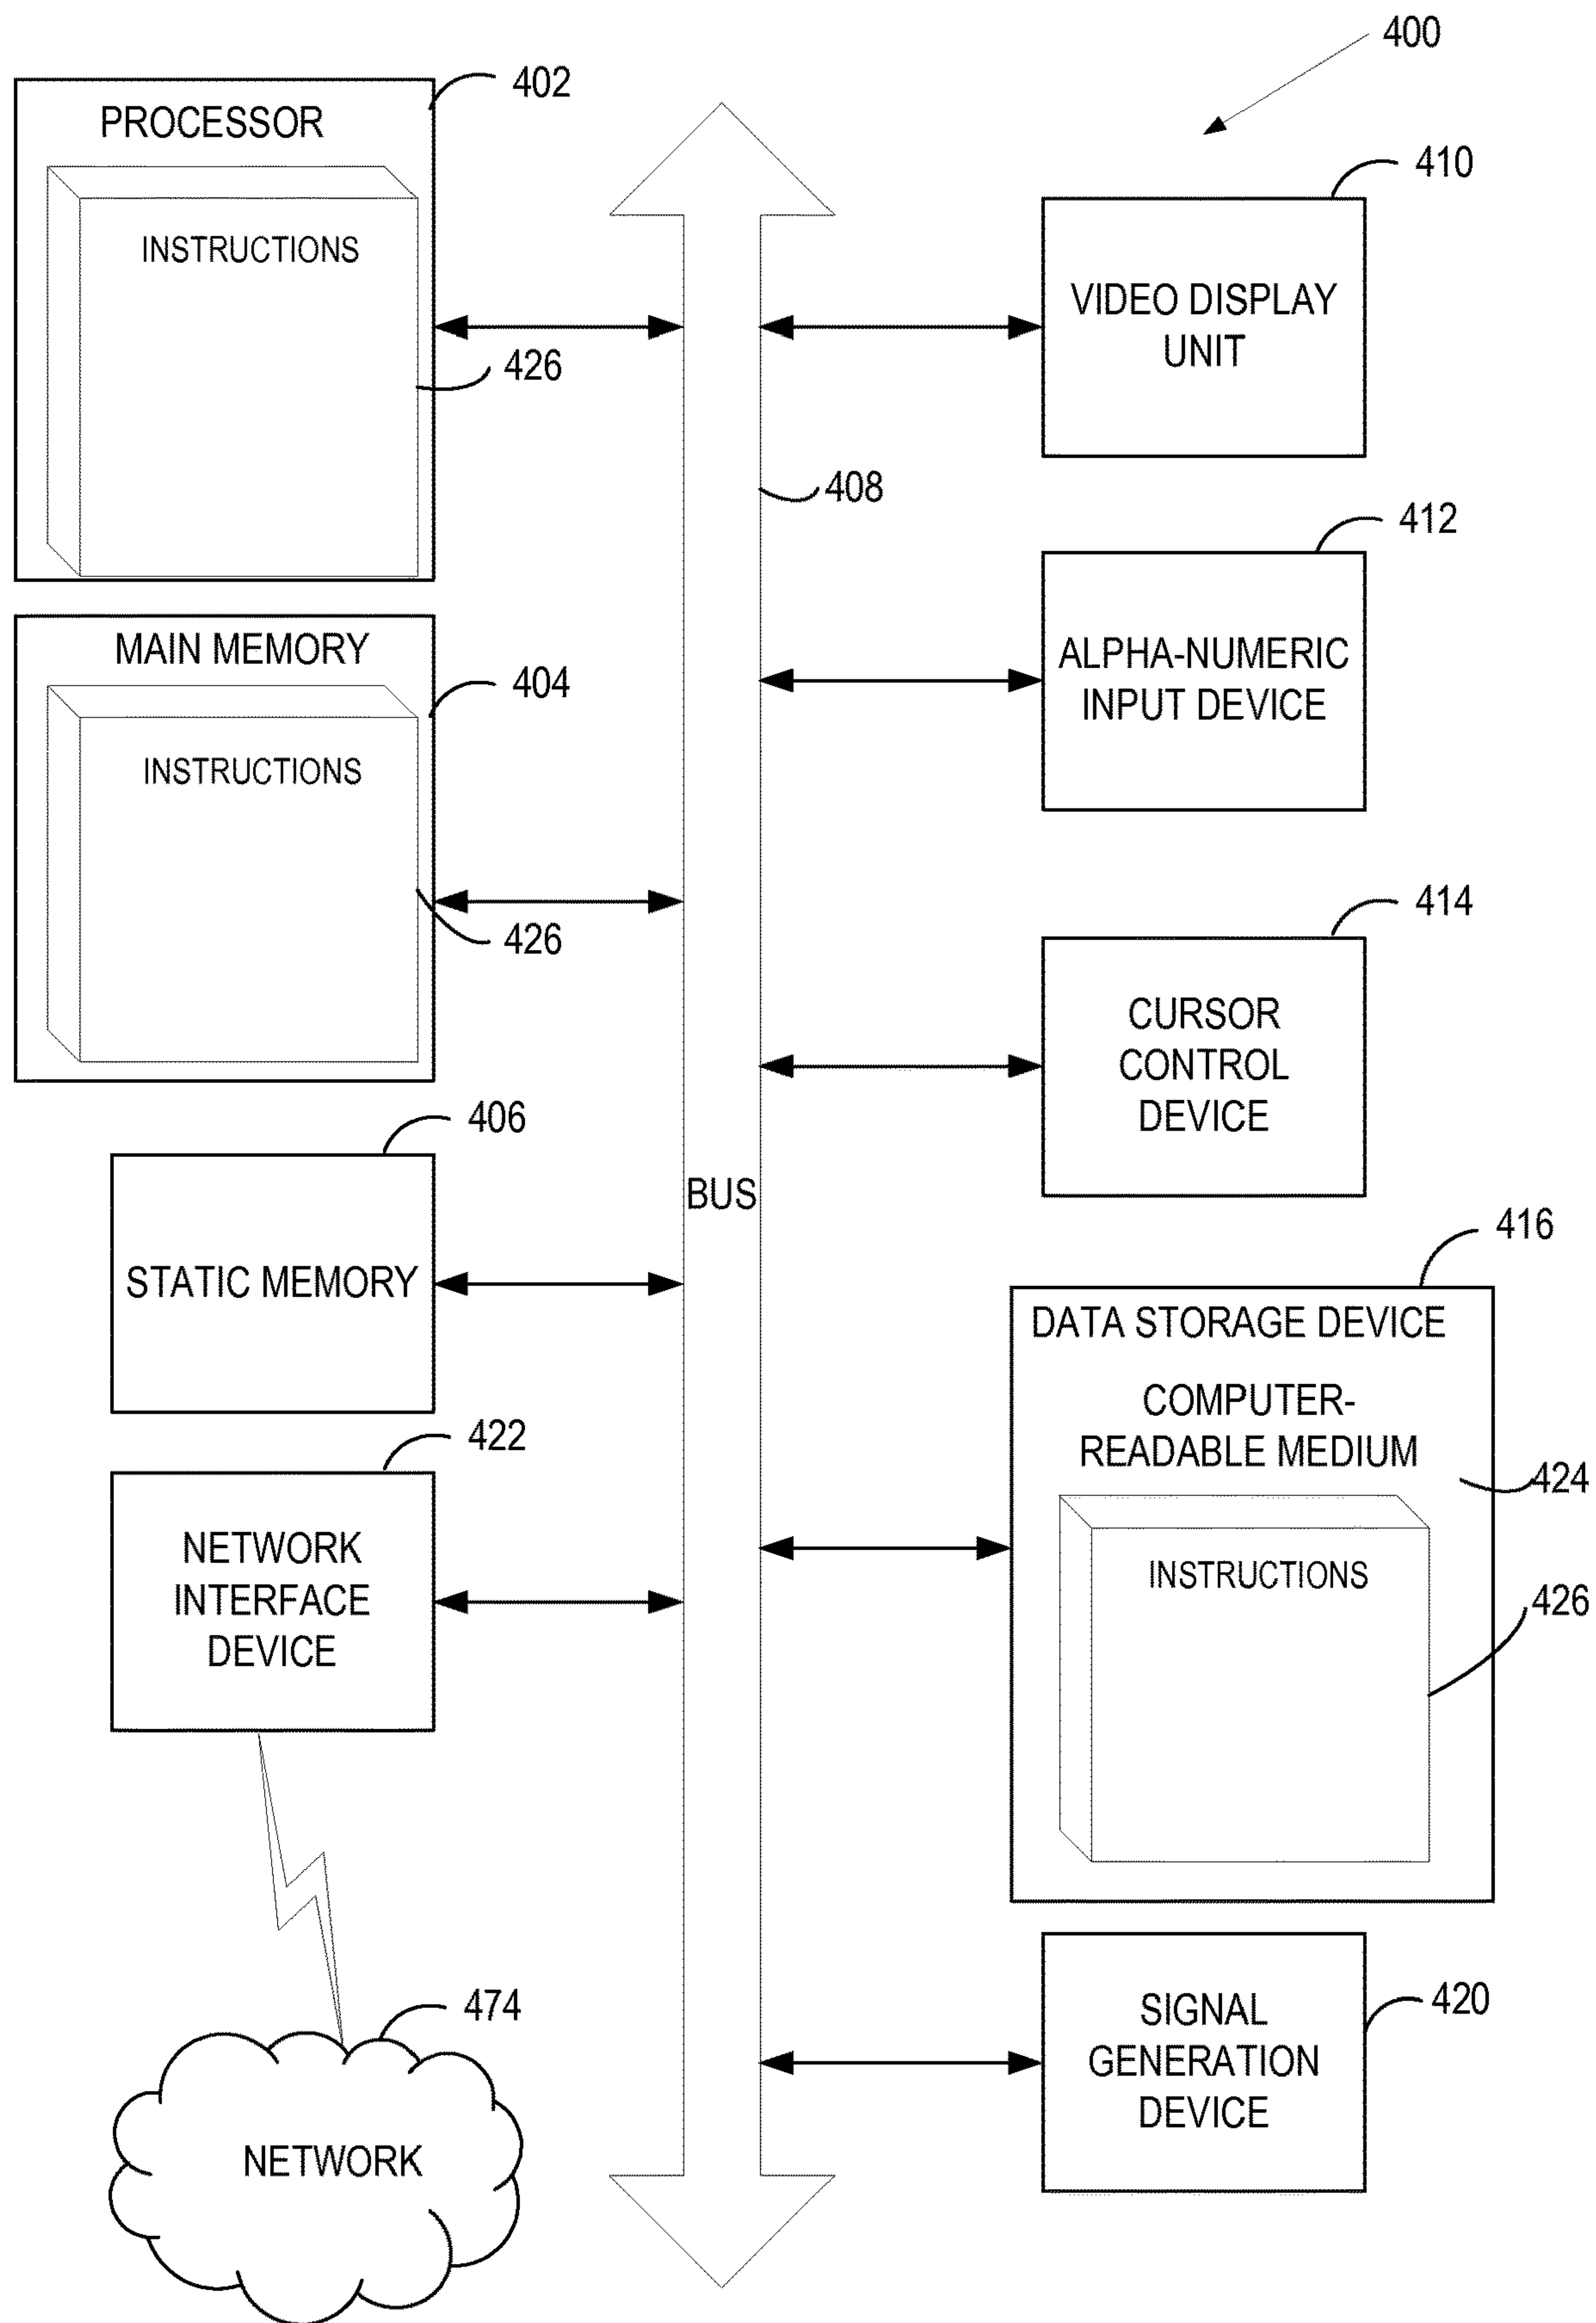 400
402
PROCESSOR
INSTRUCTIONS
426
MAIN MEMORY
404
INSTRUCTIONS
426
406
STATIC MEMORY
422
NETWORK
INTERFACE
DEVICE
474
NETWORK
408
BUS
410
VIDEO DISPLAY
UNIT
412
ALPHA-NUMERIC
INPUT DEVICE
414
CURSOR
CONTROL
DEVICE
416
DATA STORAGE DEVICE
COMPUTER-
READABLE MEDIUM
424
INSTRUCTIONS
426
420
SIGNAL
GENERATION
DEVICE